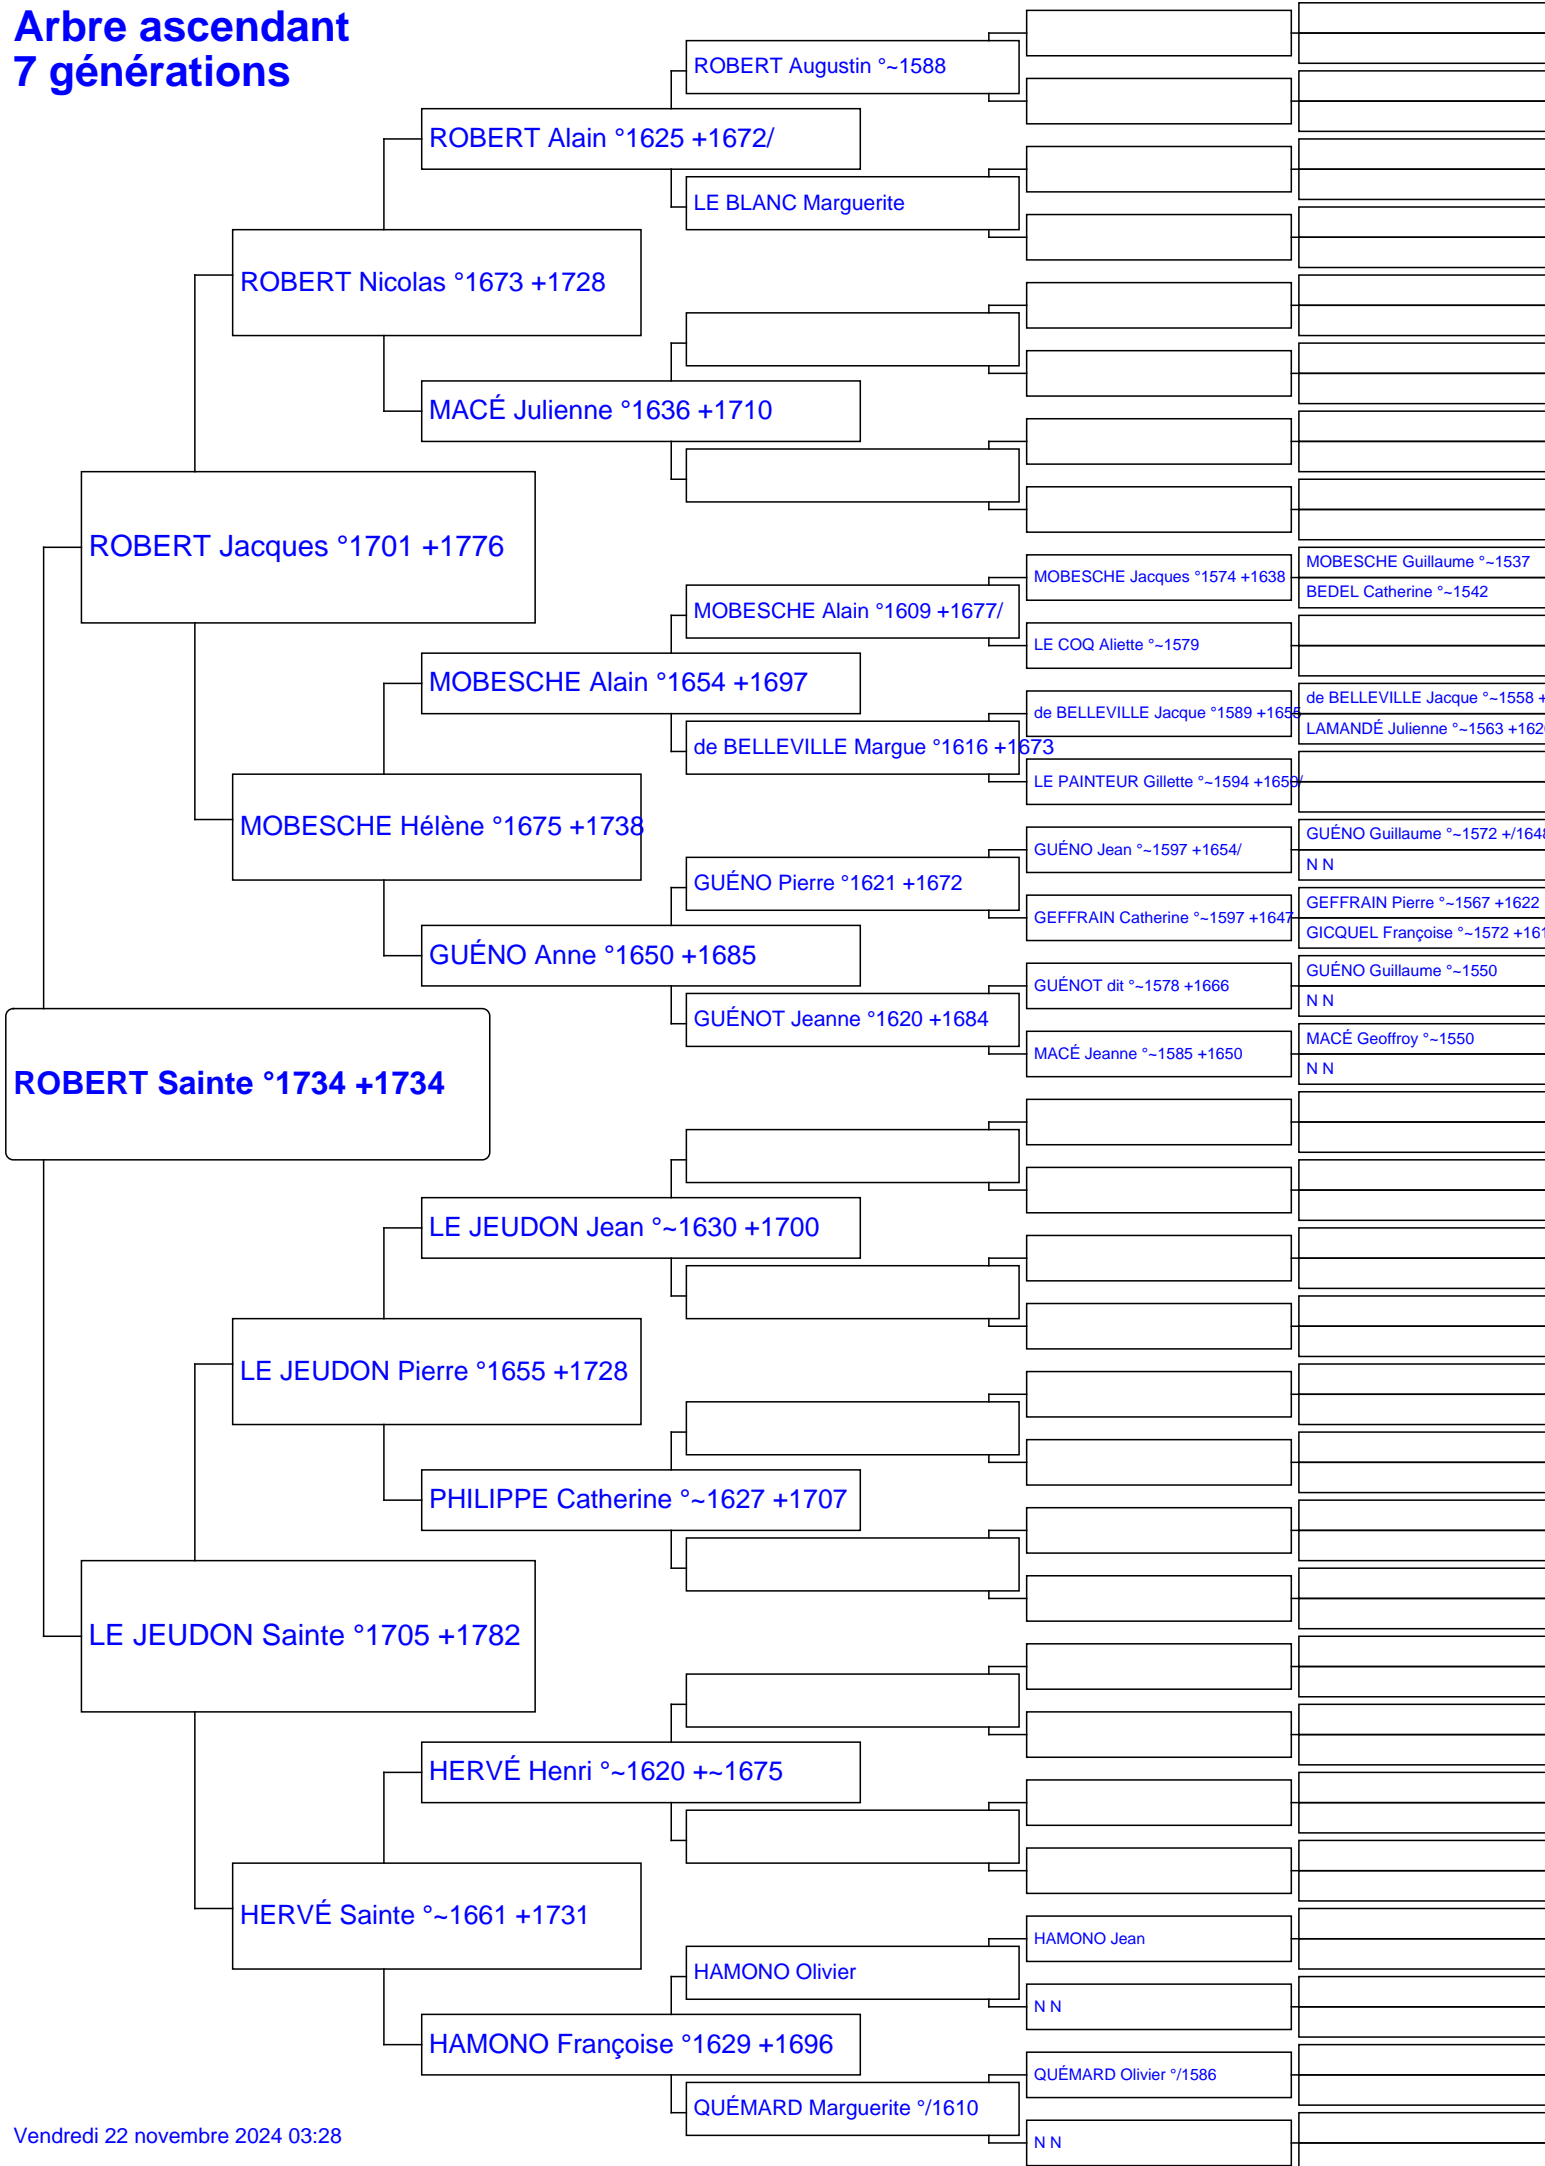 Arbre ascendant
7 générations
ROBERT Augustin °~1588
ROBERT Alain °1625 +1672/
LE BLANC Marguerite
ROBERT Nicolas °1673 +1728
MACÉ Julienne °1636 +1710
ROBERT Jacques °1701 +1776
MOBESCHE Guillaume °~1537
MOBESCHE Jacques °1574 +1638
BEDEL Catherine °~1542
MOBESCHE Alain °1609 +1677/
LE COQ Aliette °~1579
MOBESCHE Alain °1654 +1697
de BELLEVILLE Jacque °~1558 +
de BELLEVILLE Jacque °1589 +1655
LAMANDÉ Julienne °~1563 +162
de BELLEVILLE Margue °1616 +1673
LE PAINTEUR Gillette °~1594 +1659/
MOBESCHE Hélène °1675 +1738
GUÉNO Guillaume °~1572 +/1648
GUÉNO Jean °~1597 +1654/
N N
GUÉNO Pierre °1621 +1672
GEFFRAIN Pierre °~1567 +1622
GEFFRAIN Catherine °~1597 +1647
GICQUEL Françoise °~1572 +161
GUÉNO Anne °1650 +1685
GUÉNO Guillaume °~1550
GUÉNOT dit °~1578 +1666
N N
GUÉNOT Jeanne °1620 +1684
MACÉ Geoffroy °~1550
MACÉ Jeanne °~1585 +1650
N N
ROBERT Sainte °1734 +1734
LE JEUDON Jean °~1630 +1700
LE JEUDON Pierre °1655 +1728
PHILIPPE Catherine °~1627 +1707
LE JEUDON Sainte °1705 +1782
HERVÉ Henri °~1620 +~1675
HERVÉ Sainte °~1661 +1731
HAMONO Jean
HAMONO Olivier
N N
HAMONO Françoise °1629 +1696
QUÉMARD Olivier °/1586
QUÉMARD Marguerite °/1610
N N
Vendredi 22 novembre 2024 03:28